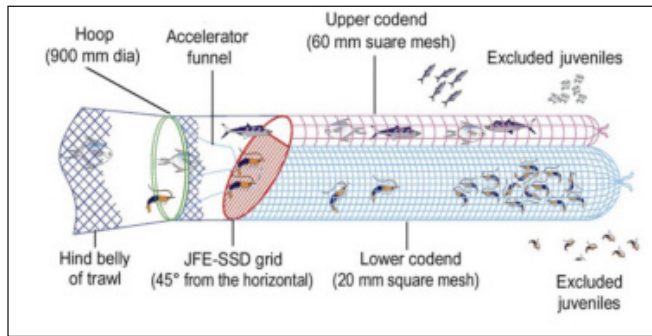 Upper codend
(60 mm suare mesh)
Hoop
(900 mm dia)
Accelerator
funnel
Excluded juveniles
Hind belly
of trawl
JFE-SSD grid
(45° from the horizontal)
Lower codend
(20 mm square mesh)
Excluded
juveniles